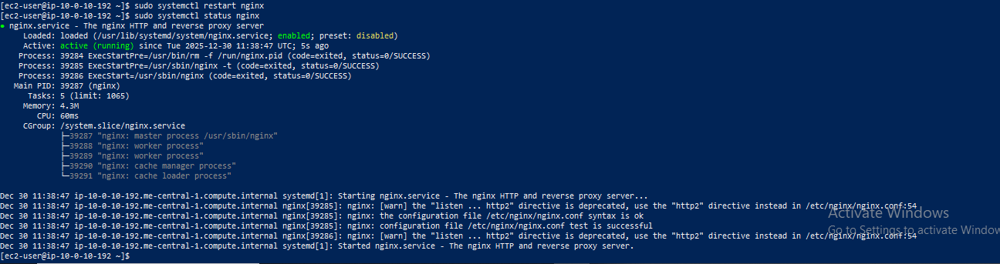 [ec2-user@ip-10-0-10-192 ~]$ sudo systemctl restart nginx
[ec2-user@ip-10-0-10-192 ~]$ sudo systemctl status nginx
● nginx.service - The nginx HTTP and reverse proxy server
     Loaded: loaded (/usr/lib/systemd/system/nginx.service; enabled; preset: disabled)
     Active: active (running) since Tue 2025-12-30 11:38:47 UTC; 5s ago
    Process: 39284 ExecStartPre=/usr/bin/rm -f /run/nginx.pid (code=exited, status=0/SUCCESS)
    Process: 39285 ExecStartPre=/usr/sbin/nginx -t (code=exited, status=0/SUCCESS)
    Process: 39286 ExecStart=/usr/sbin/nginx (code=exited, status=0/SUCCESS)
   Main PID: 39287 (nginx)
      Tasks: 5 (limit: 1065)
     Memory: 4.3M
        CPU: 60ms
     CGroup: /system.slice/nginx.service
             ├─39287 "nginx: master process /usr/sbin/nginx"
             ├─39288 "nginx: worker process"
             ├─39289 "nginx: worker process"
             ├─39290 "nginx: cache manager process"
             └─39291 "nginx: cache loader process"
Dec 30 11:38:47 ip-10-0-10-192.me-central-1.compute.internal systemd[1]: Starting nginx.service - The nginx HTTP and reverse proxy server...
Dec 30 11:38:47 ip-10-0-10-192.me-central-1.compute.internal nginx[39285]: nginx: [warn] the "listen ... http2" directive is deprecated, use the "http2" directive instead in /etc/nginx/nginx.conf:54
Dec 30 11:38:47 ip-10-0-10-192.me-central-1.compute.internal nginx[39285]: nginx: the configuration file /etc/nginx/nginx.conf syntax is ok
Dec 30 11:38:47 ip-10-0-10-192.me-central-1.compute.internal nginx[39285]: nginx: configuration file /etc/nginx/nginx.conf test is successful
Dec 30 11:38:47 ip-10-0-10-192.me-central-1.compute.internal nginx[39286]: nginx: [warn] the "listen ... http2" directive is deprecated, use the "http2" directive instead in /etc/nginx/nginx.conf:54
Dec 30 11:38:47 ip-10-0-10-192.me-central-1.compute.internal systemd[1]: Started nginx.service - The nginx HTTP and reverse proxy server.
[ec2-user@ip-10-0-10-192 ~]$
Activate Windows
Go to Settings to activate Window